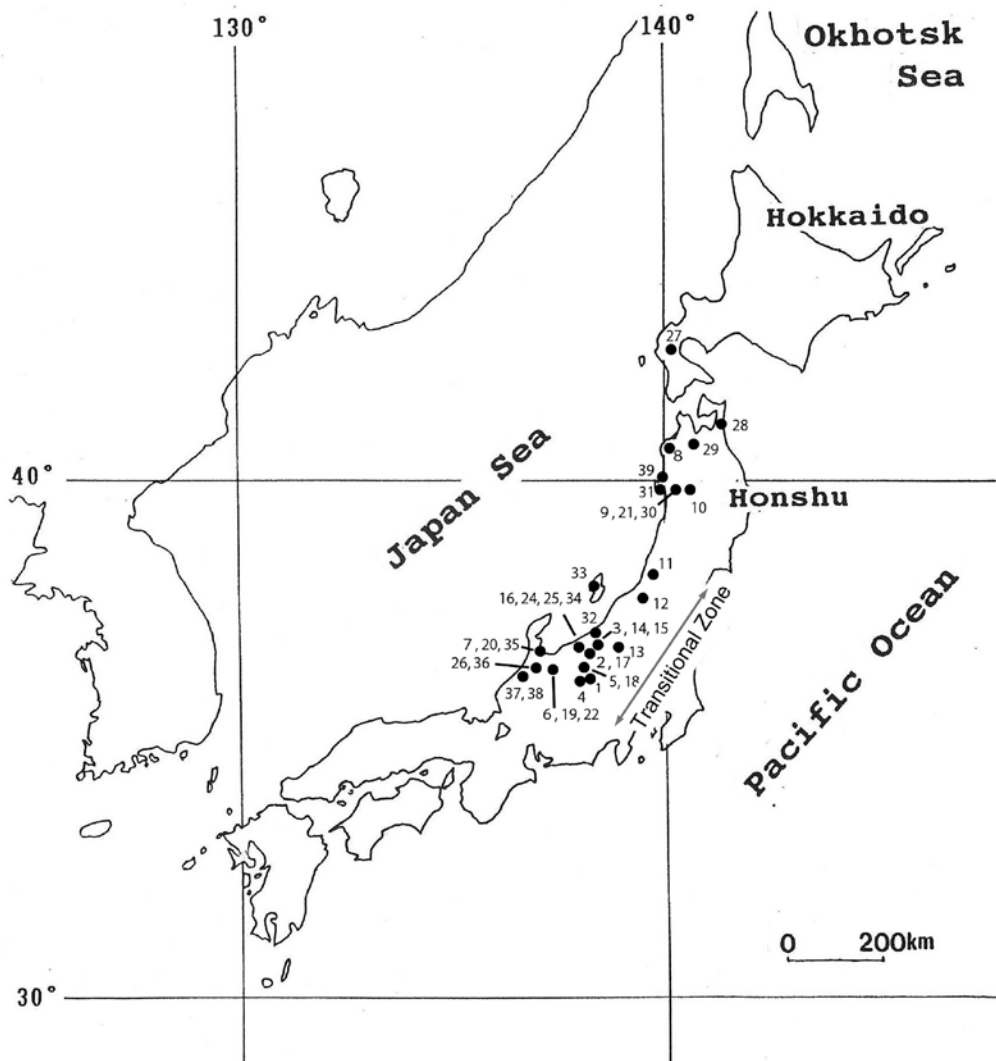 130°
140°
Okhotsk
Sea
Hokkaido
27
28
8
29
40°
39
31
Honshu
10
9, 21, 30
Japan Sea
11
33
12
16, 24, 25, 34
32
3, 14, 15
7, 20, 35
13
26, 36
2, 17
5, 18
37, 38
4
1
6, 19, 22
Transitional Zone
Pacific Ocean
0 200km
30°